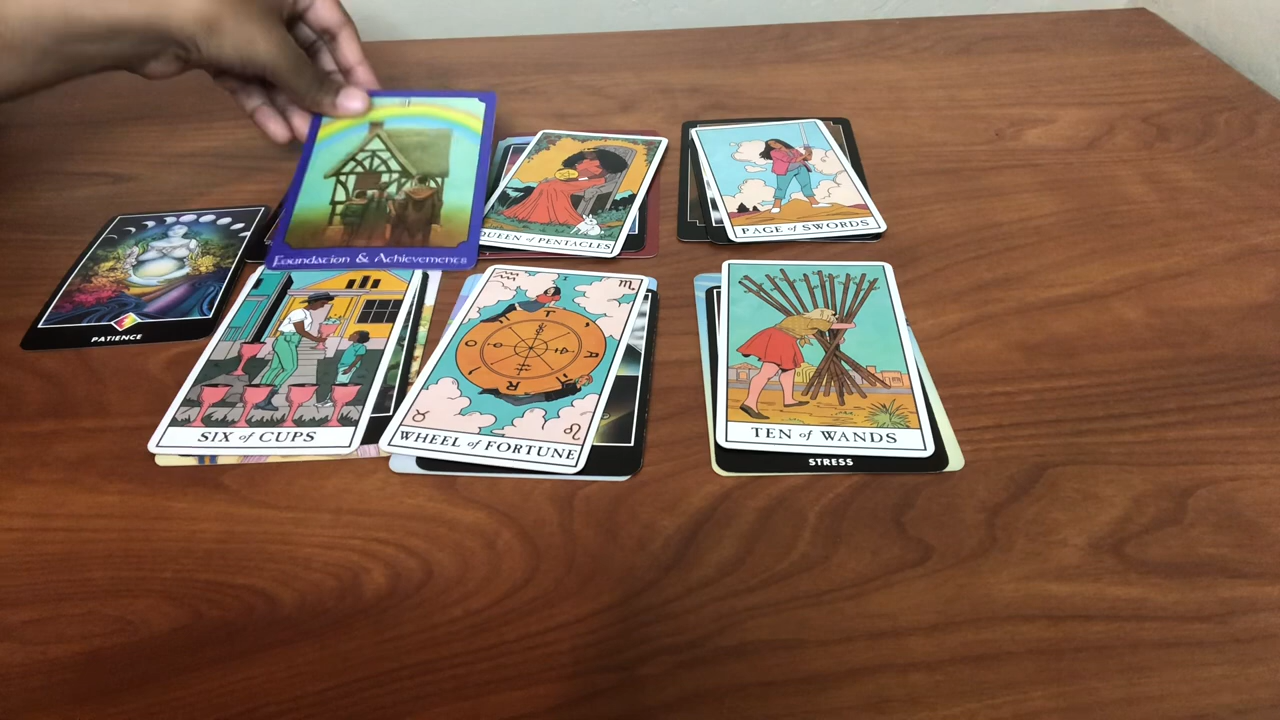 Foundation & Achievements
QUEEN of PENTACLES
PAGE of SWORDS
PATIENCE
SIX of CUPS
WHEEL of FORTUNE
TEN of WANDS
STRESS